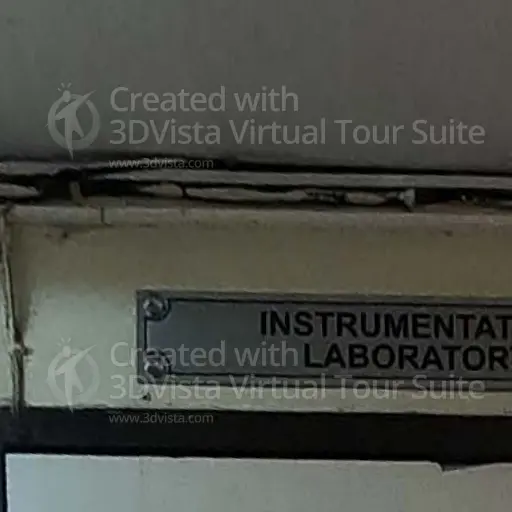 Created with
3DVista Virtual Tour Suite
www.3dvista.com
INSTRUMENTAT
LABORATOR
Created with
3DVista Virtual Tour Suite
www.3dvista.com